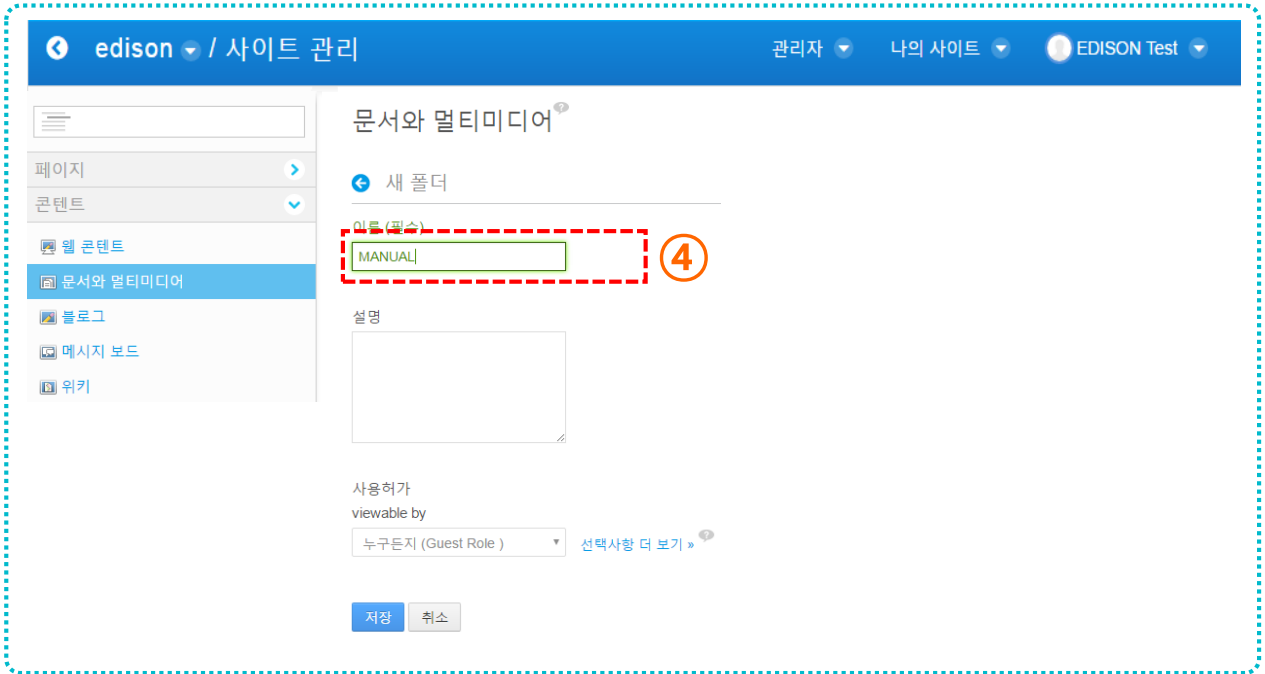 edison / 사이트 관리
관리자 나의 사이트 EDISON Test
페이지
콘텐트
웹 콘텐트
문서와 멀티미디어
블로그
메시지 보드
위키
문서와 멀티미디어
새 폴더
이름 (필수)
MANUAL
④
설명
사용허가
viewable by
누구든지 (Guest Role )
선택사항 더 보기 »
저장 취소